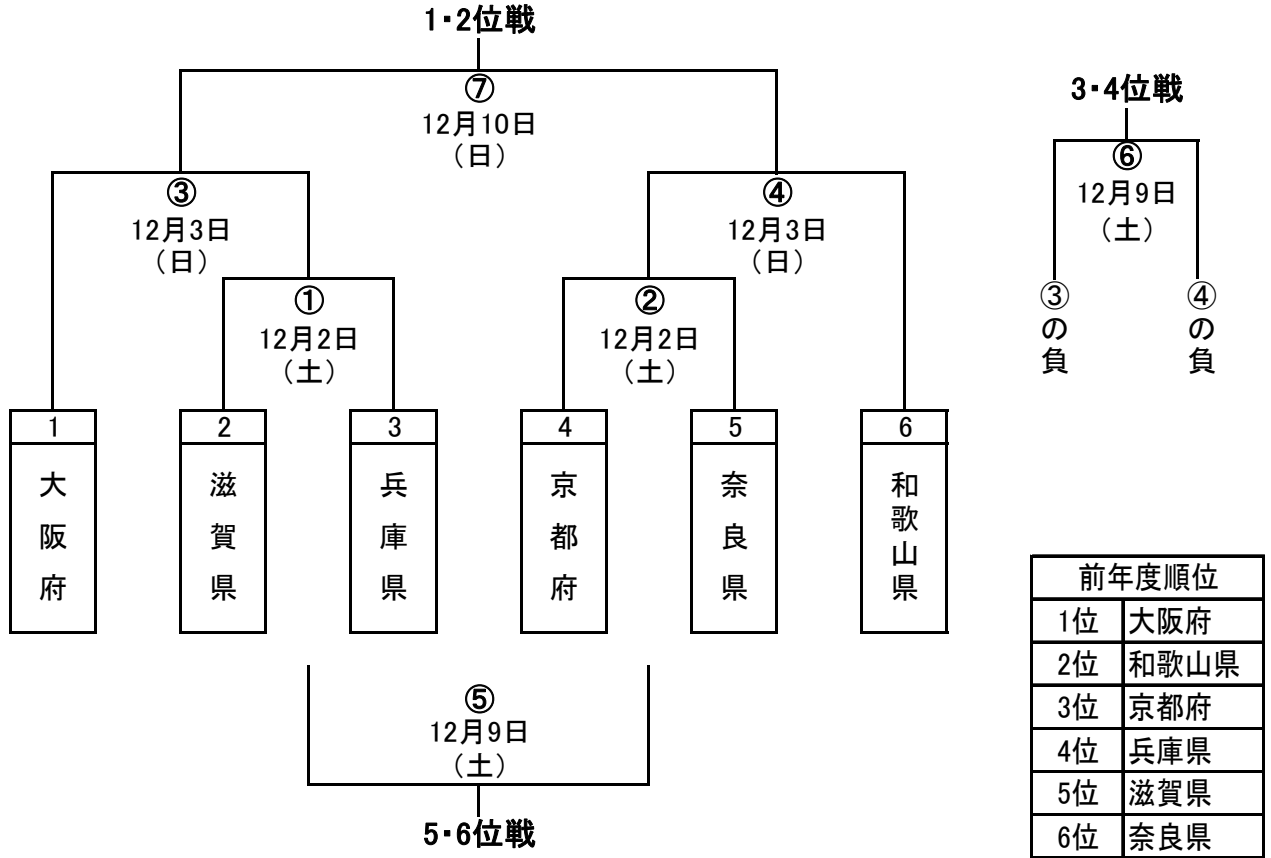 1・2位戦
⑦
12月10日
（日）
3・4位戦
⑥
12月9日
（土）
③の負
④の負
③
12月3日
（日）
④
12月3日
（日）
①
12月2日
（土）
②
12月2日
（土）
1
大阪府
2
滋賀県
3
兵庫県
4
京都府
5
奈良県
6
和歌山県
⑤
12月9日
（土）
5・6位戦
前年度順位
1位 大阪府
2位 和歌山県
3位 京都府
4位 兵庫県
5位 滋賀県
6位 奈良県